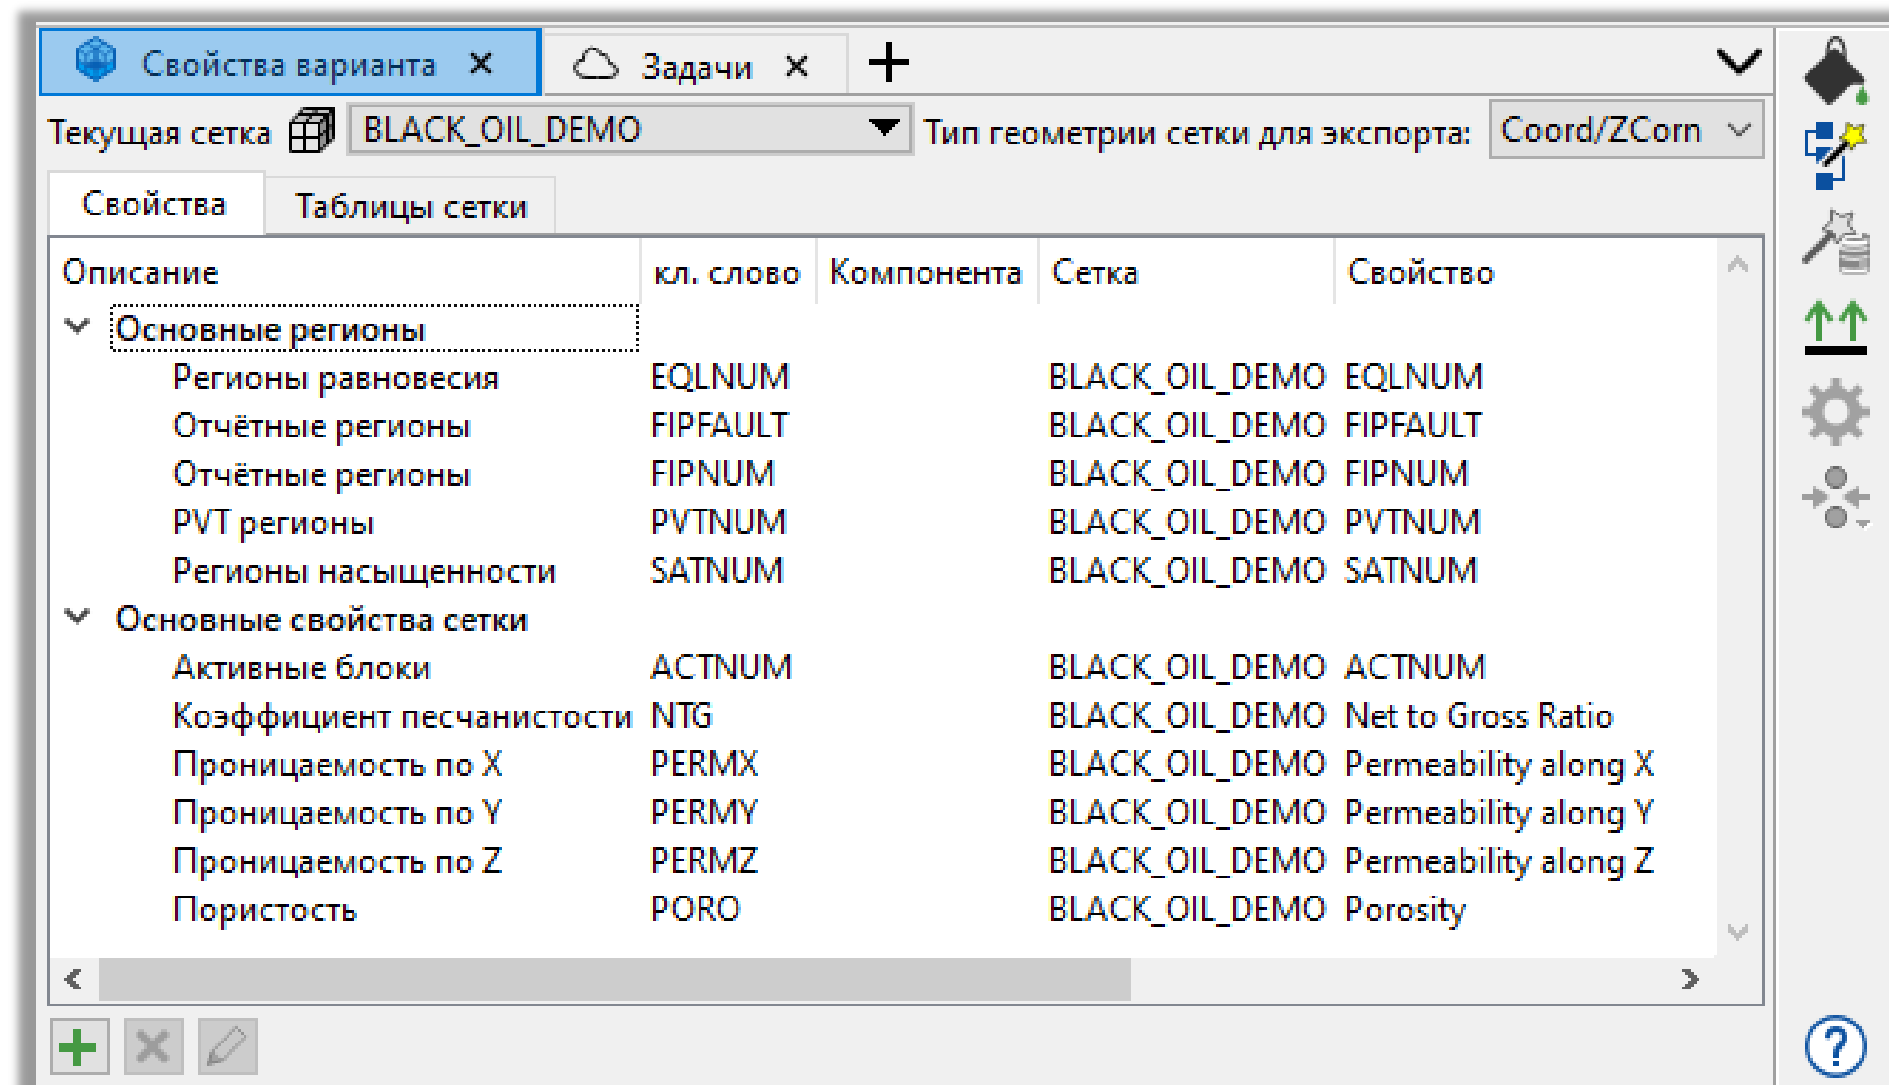 Свойства варианта
Задачи
Текущая сетка BLACK_OIL_DEMO Тип геометрии сетки для экспорта: Coord/ZCorn
Свойства Таблицы сетки
Описание кл. слово Компонента Сетка Свойство
Основные регионы
Регионы равновесия EQLNUM BLACK_OIL_DEMO EQLNUM
Отчётные регионы FIPFAULT BLACK_OIL_DEMO FIPFAULT
Отчётные регионы FIPNUM BLACK_OIL_DEMO FIPNUM
PVT регионы PVTNUM BLACK_OIL_DEMO PVTNUM
Регионы насыщенности SATNUM BLACK_OIL_DEMO SATNUM
Основные свойства сетки
Активные блоки ACTNUM BLACK_OIL_DEMO ACTNUM
Коэффициент песчанистости NTG BLACK_OIL_DEMO Net to Gross Ratio
Проницаемость по X PERMX BLACK_OIL_DEMO Permeability along X
Проницаемость по Y PERMY BLACK_OIL_DEMO Permeability along Y
Проницаемость по Z PERMZ BLACK_OIL_DEMO Permeability along Z
Пористость PORO BLACK_OIL_DEMO Porosity